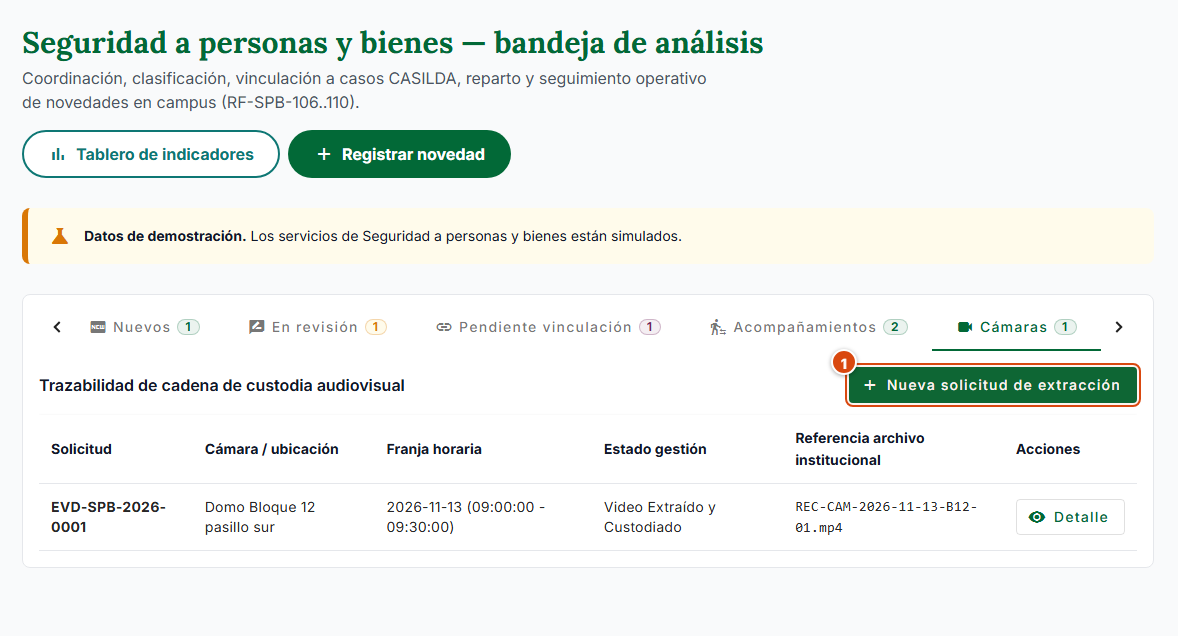 Seguridad a personas y bienes — bandeja de análisis
Coordinación, clasificación, vinculación a casos CASILDA, reparto y seguimiento operativo
de novedades en campus (RF-SPB-106..110).
Tablero de indicadores
+ Registrar novedad
Datos de demostración. Los servicios de Seguridad a personas y bienes están simulados.
NEW Nuevos 1
En revisión 1
Pendiente vinculación 1
Acompañamientos 2
Cámaras 1
1
Trazabilidad de cadena de custodia audiovisual
+ Nueva solicitud de extracción
Solicitud
Cámara / ubicación
Franja horaria
Estado gestión
Referencia archivo
institucional
Acciones
EVD-SPB-2026-
0001
Domo Bloque 12
pasillo sur
2026-11-13 (09:00:00 -
09:30:00)
Video Extraído y
Custodiado
REC-CAM-2026-11-13-B12-
01.mp4
Detalle